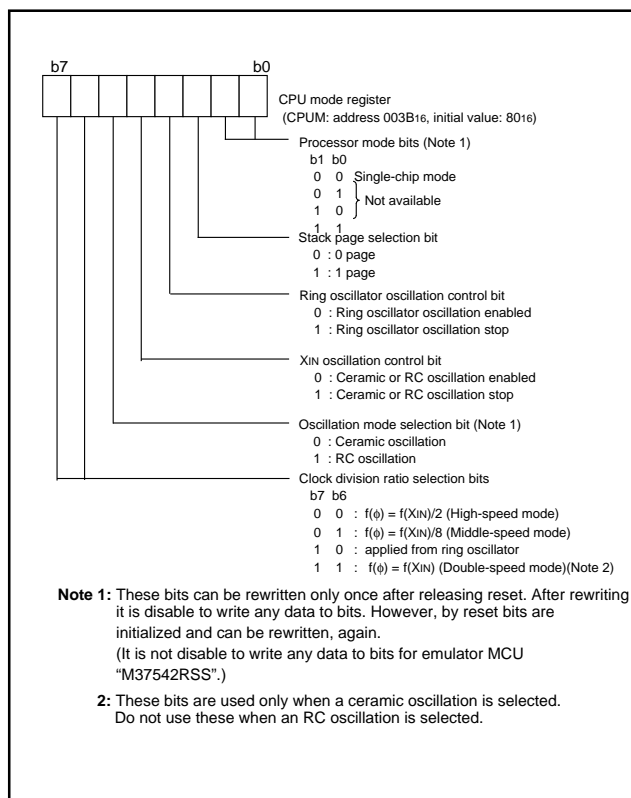 b7 b0
CPU mode register
(CPUM: address 003B16, initial value: 8016)
Processor mode bits (Note 1)
b1 b0
0 0 Single-chip mode
0 1
Not available
1 0
1 1
Stack page selection bit
0 : 0 page
1 : 1 page
Ring oscillator oscillation control bit
0 : Ring oscillator oscillation enabled
1 : Ring oscillator oscillation stop
XIN oscillation control bit
0 : Ceramic or RC oscillation enabled
1 : Ceramic or RC oscillation stop
Oscillation mode selection bit (Note 1)
0 : Ceramic oscillation
1 : RC oscillation
Clock division ratio selection bits
b7 b6
0 0 : f(ϕ) = f(XIN)/2 (High-speed mode)
0 1 : f(ϕ) = f(XIN)/8 (Middle-speed mode)
1 0 : applied from ring oscillator
1 1 : f(ϕ) = f(XIN) (Double-speed mode)(Note 2)
Note 1: These bits can be rewritten only once after releasing reset. After rewriting
it is disable to write any data to bits. However, by reset bits are
initialized and can be rewritten, again.
(It is not disable to write any data to bits for emulator MCU
“M37542RSS”.)
2: These bits are used only when a ceramic oscillation is selected.
Do not use these when an RC oscillation is selected.